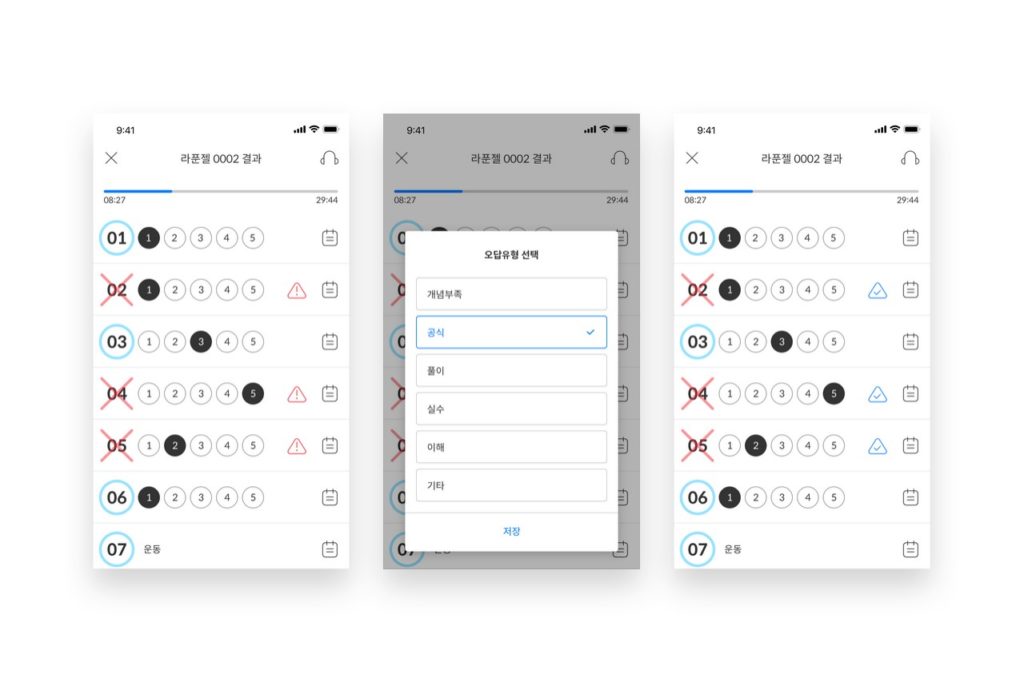 9:41
라푼젤 0002 결과
08:27 29:44
01 1 2 3 4 5
02 1 2 3 4 5
03 1 2 3 4 5
04 1 2 3 4 5
05 1 2 3 4 5
06 1 2 3 4 5
07 운동
9:41
라푼젤 0002 결과
08:27 29:44
오답유형 선택
개념부족
공식
풀이
실수
이해
기타
저장
9:41
라푼젤 0002 결과
08:27 29:44
01 1 2 3 4 5
02 1 2 3 4 5
03 1 2 3 4 5
04 1 2 3 4 5
05 1 2 3 4 5
06 1 2 3 4 5
07 운동